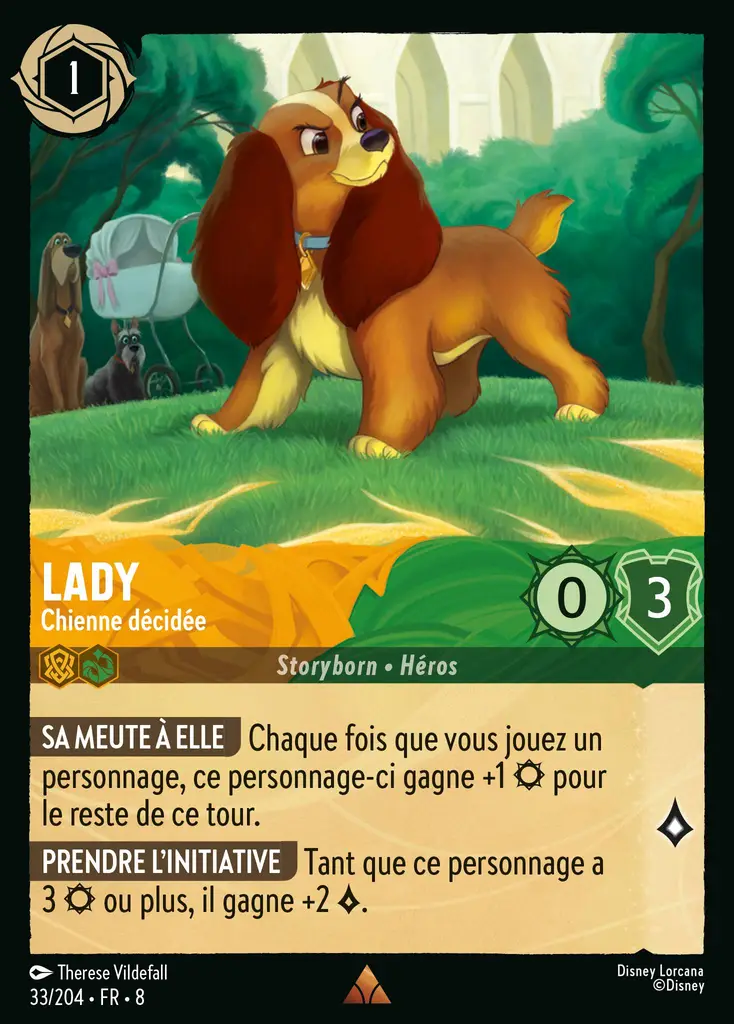 1
LADY
Chienne décidée
0
3
Storyborn • Héros
SA MEUTE À ELLE Chaque fois que vous jouez un
personnage, ce personnage-ci gagne +1 pour
le reste de ce tour.
PRENDRE L'INITIATIVE Tant que ce personnage a
3 ou plus, il gagne +2 .
Therese Vildefall
33/204 • FR • 8
Disney Lorcana
©Disney